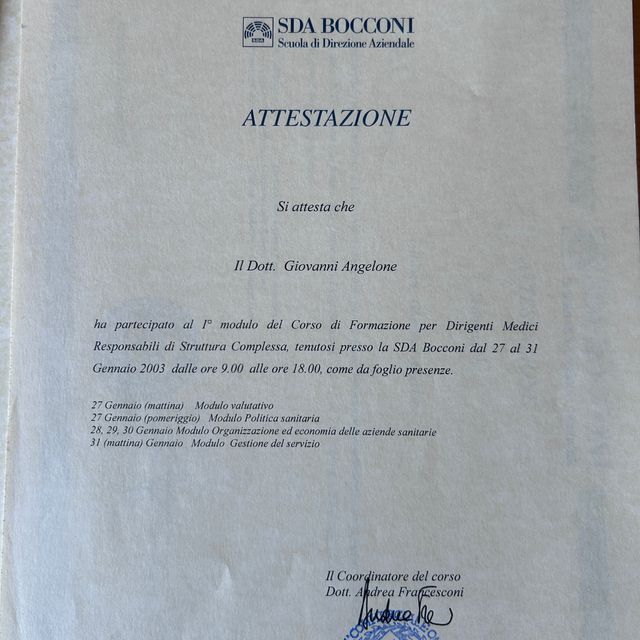 SDA BOCCONI
Scuola di Direzione Aziendale
SDA
ATTESTAZIONE
Si attesta che
Il Dott. Giovanni Angelone
ha partecipato al I° modulo del Corso di Formazione per Dirigenti Medici
Responsabili di Struttura Complessa, tenutosi presso la SDA Bocconi dal 27 al 31
Gennaio 2003 dalle ore 9.00 alle ore 18.00, come da foglio presenze.
27 Gennaio (mattina) Modulo valutativo
27 Gennaio (pomeriggio) Modulo Politica sanitaria
28, 29, 30 Gennaio Modulo Organizzazione ed economia delle aziende sanitarie
31 (mattina) Gennaio Modulo Gestione del servizio
Il Coordinatore del corso
Dott. Andrea Francesconi